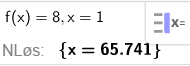 f(x) = 8, x = 1
x=
NLøs: {x = 65.741}